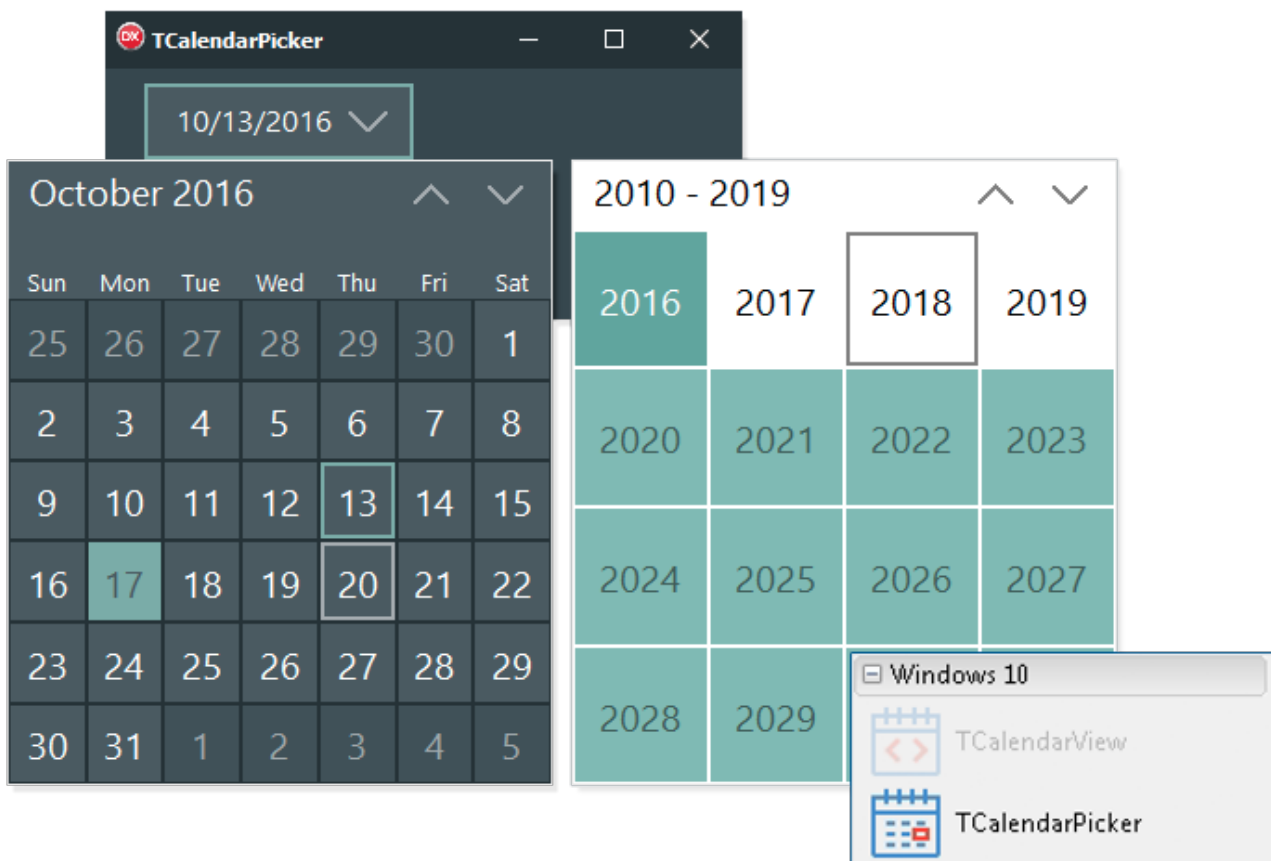 DX TCalendarPicker
10/13/2016
October 2016
Sun Mon Tue Wed Thu Fri Sat
25 26 27 28 29 30 1
2 3 4 5 6 7 8
9 10 11 12 13 14 15
16 17 18 19 20 21 22
23 24 25 26 27 28 29
30 31 1 2 3 4 5
2010 - 2019
2016 2017 2018 2019
2020 2021 2022 2023
2024 2025 2026 2027
2028 2029
Windows 10
TCalendarView
TCalendarPicker